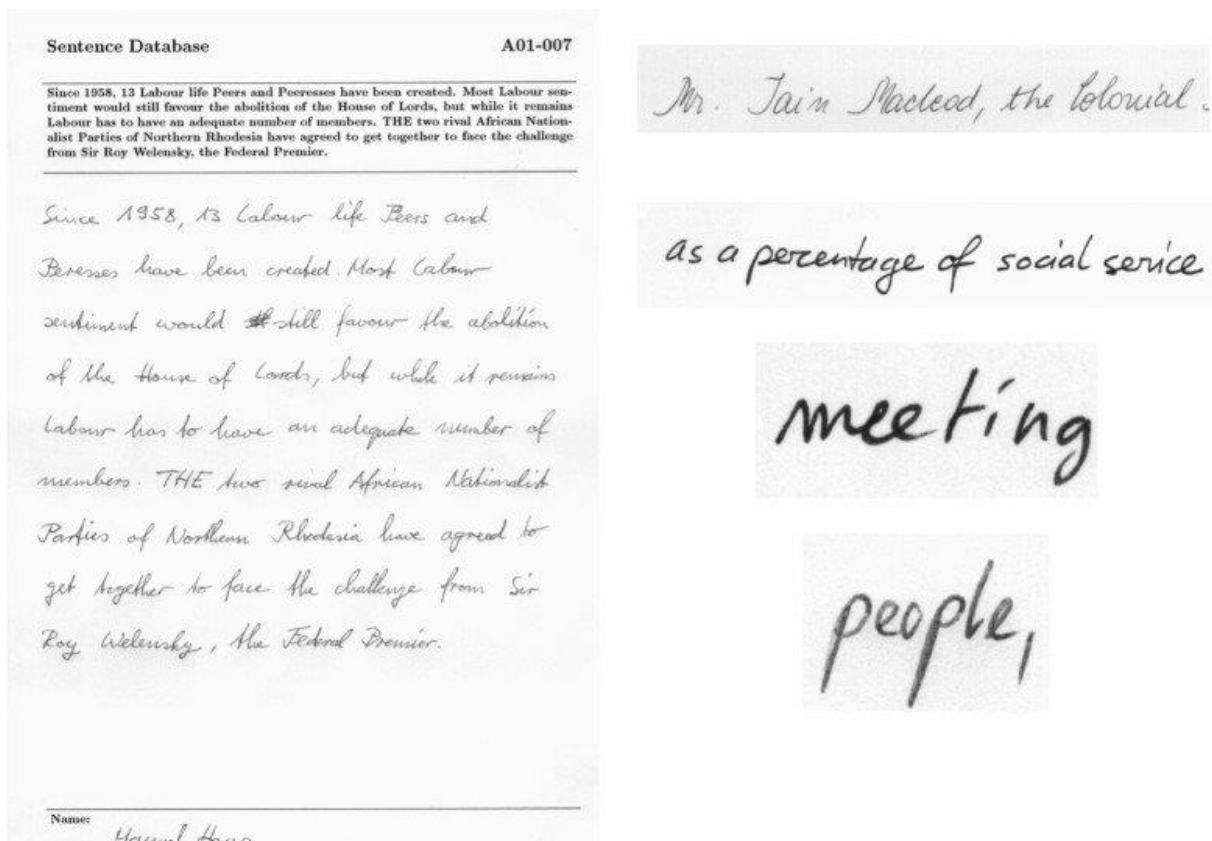 Sentence Database A01-007
Since 1958, 13 Labour life Peers and Peeresses have been created. Most Labour sen-
timent would still favour the abolition of the House of Lords, but while it remains
Labour has to have an adequate number of members. THE two rival African Nation-
alist Parties of Northern Rhodesia have agreed to get together to face the challenge
from Sir Roy Welensky, the Federal Premier.
Since 1958, 13 Labour life Peers and
Peresses have been created. Most Labour
sentiment would still favour the abolition
of the House of Lords, but while it remains
Labour has to have an adequate number of
members. THE two rival African Nationalist
Parties of Northern Rhodesia have agreed to
get together to face the challenge from Sir
Roy Welensky, the Federal Premier.
Name:
Mr. Iain Macleod, the Colonial
as a percentage of social serice
meeting
people,